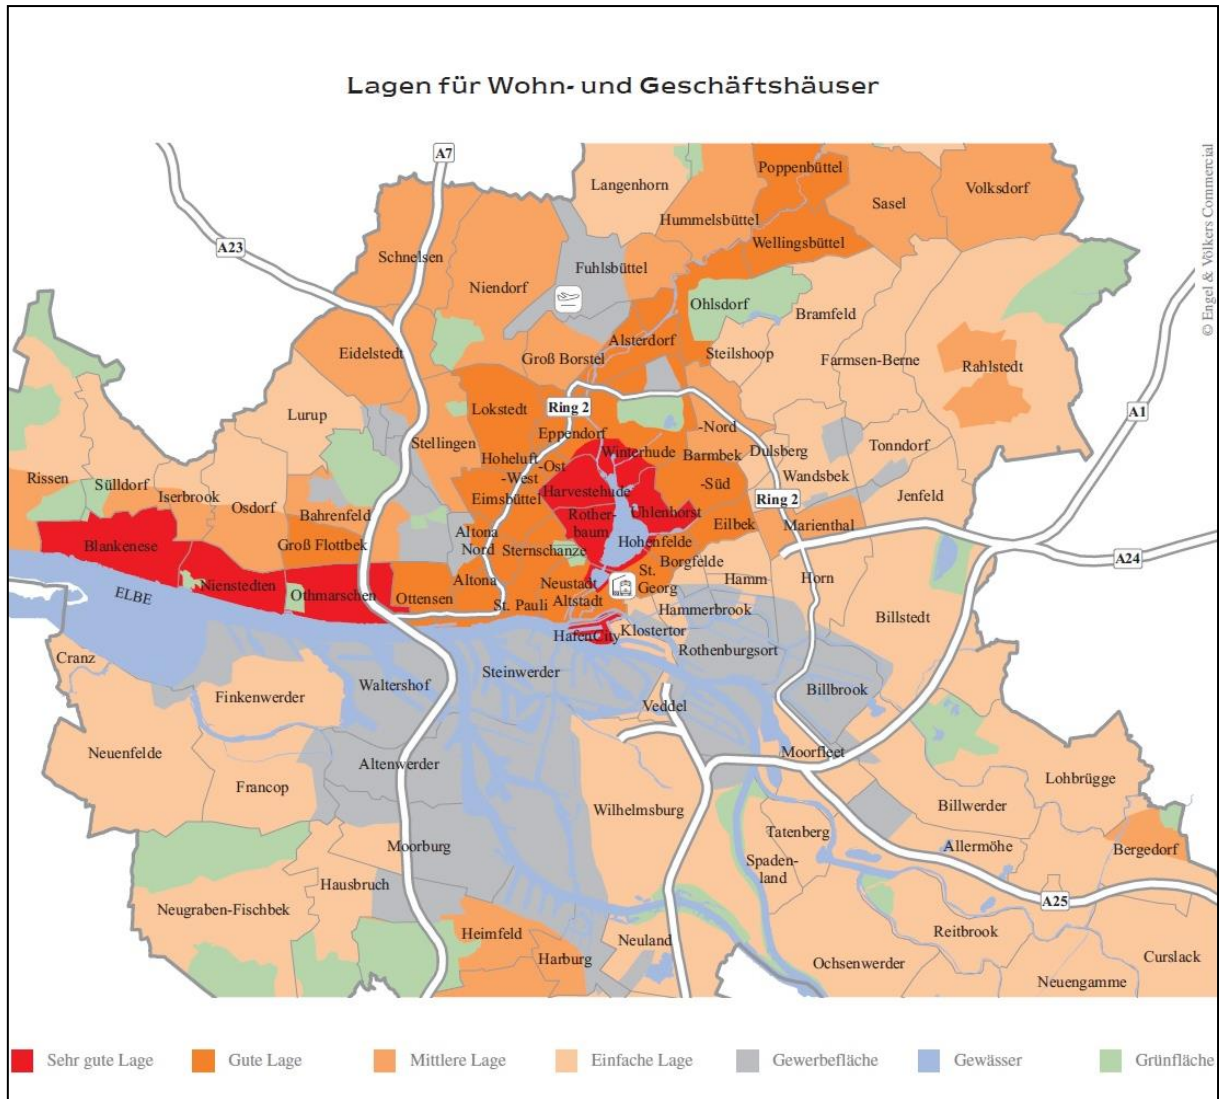 Lagen für Wohn- und Geschäftshäuser
© Engel & Völkers Commercial
A7
Langenhorn
Poppenbüttel
Volksdorf
Sasel
Hummelsbüttel
A23
Wellingsbüttel
Schnelsen
Fuhlsbüttel
Niendorf
Ohlsdorf
Bramfeld
Alsterdorf
Eidelstedt
Groß Borstel
Steilshoop
Farmsen-Berne
Rahlstedt
Lurup
Lokstedt
Ring 2
A1
Stellingen
Eppendorf
-Nord
Hoheluft
-Ost
-West
Winterhude
Barmbek
-Süd
Dulsberg
Tonndorf
Wandsbek
Rissen
Sülldorf
Iserbrook
Osdorf
Bahrenfeld
Eimsbüttel
Harvestehude
Ring 2
Jenfeld
Rother-
baum
Uhlenhorst
Eilbek
Marienthal
Blankenese
Groß Flottbek
Altona
Nord
Sternschanze
Hohenfelde
Borgfelde
A24
Nienstedten
Othmarschen
Ottensen
Altona
Neustadt
St.
Georg
Hamm
Horn
ELBE
St. Pauli
Altstadt
Hammerbrook
Billstedt
HafenCity
Klostertor
Rothenburgsort
Cranz
Steinwerder
Waltershof
Finkenwerder
Billbrook
Veddel
Neuenfelde
Altenwerder
Moorfleet
Francop
Lohbrügge
Wilhelmsburg
Billwerder
Tatenberg
Moorburg
Allermöhe
Bergedorf
Spaden-
land
Hausbruch
A25
Neugraben-Fischbek
Heimfeld
Neuland
Reitbrook
Harburg
Ochsenwerder
Curslack
Neuengamme
Sehr gute Lage
Gute Lage
Mittlere Lage
Einfache Lage
Gewerbefläche
Gewässer
Grünfläche